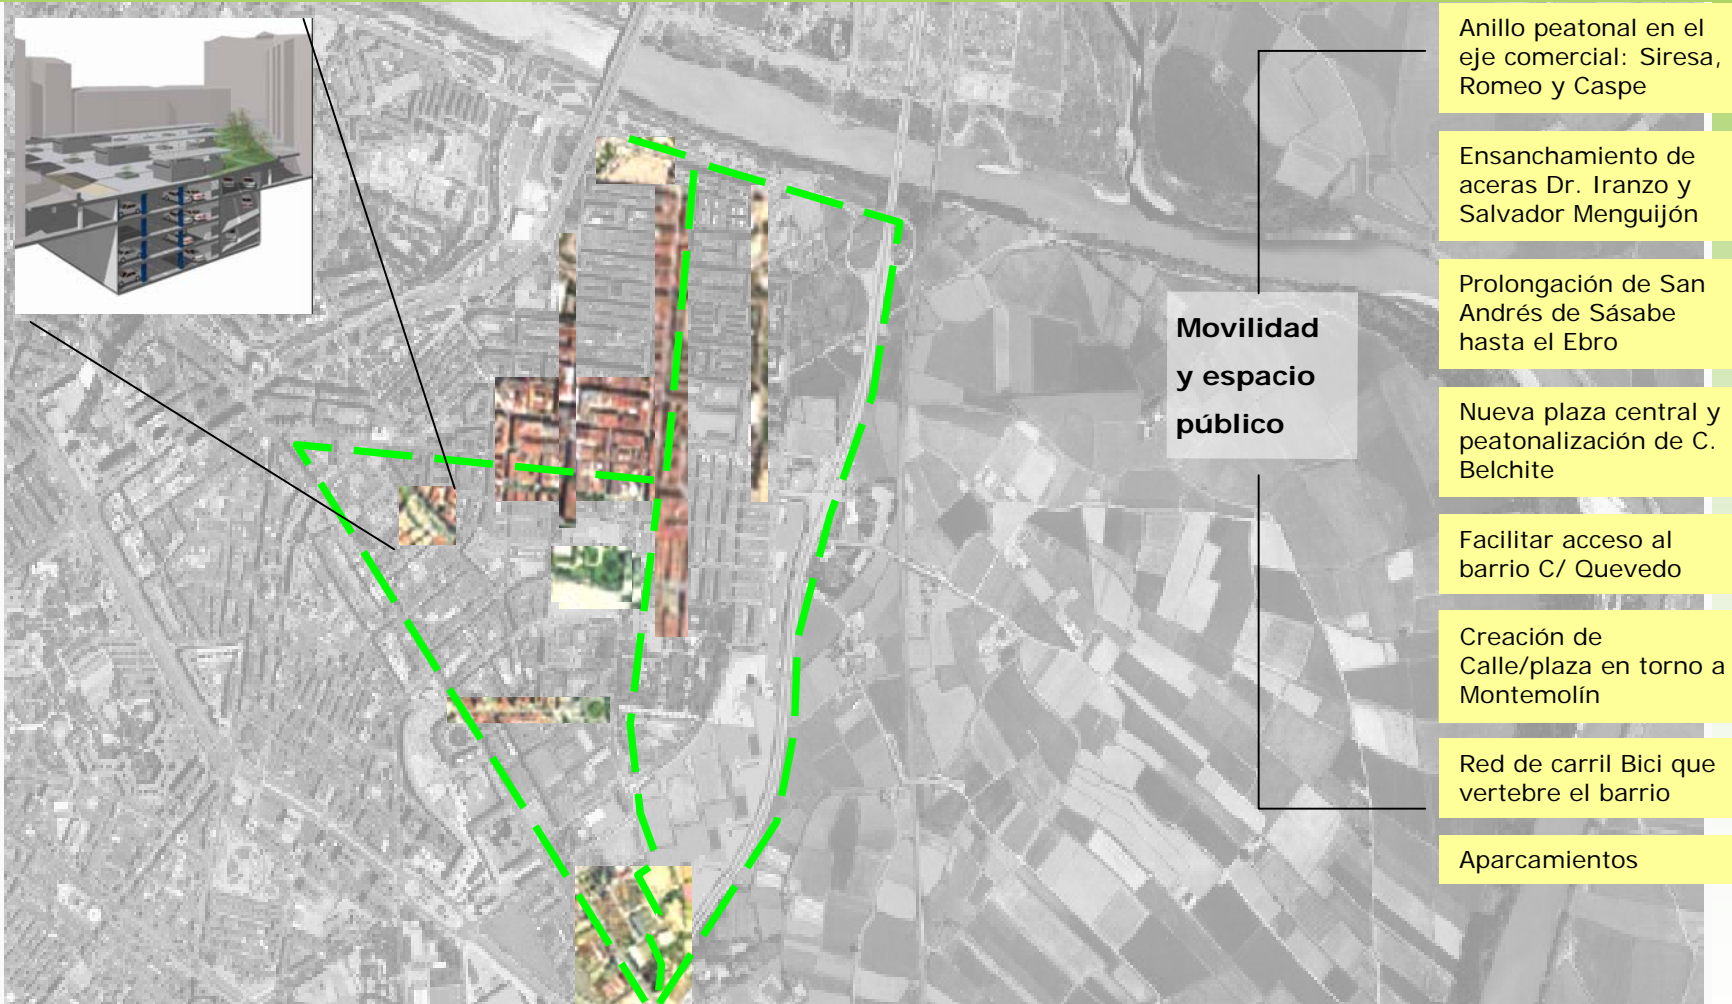 Movilidad
y espacio
público
Anillo peatonal en el
eje comercial: Siresa,
Romeo y Caspe
Ensanchamiento de
aceras Dr. Iranzo y
Salvador Menguijón
Prolongación de San
Andrés de Sásabe
hasta el Ebro
Nueva plaza central y
peatonalización de C.
Belchite
Facilitar acceso al
barrio C/ Quevedo
Creación de
Calle/plaza en torno a
Montemolín
Red de carril Bici que
vertebre el barrio
Aparcamientos